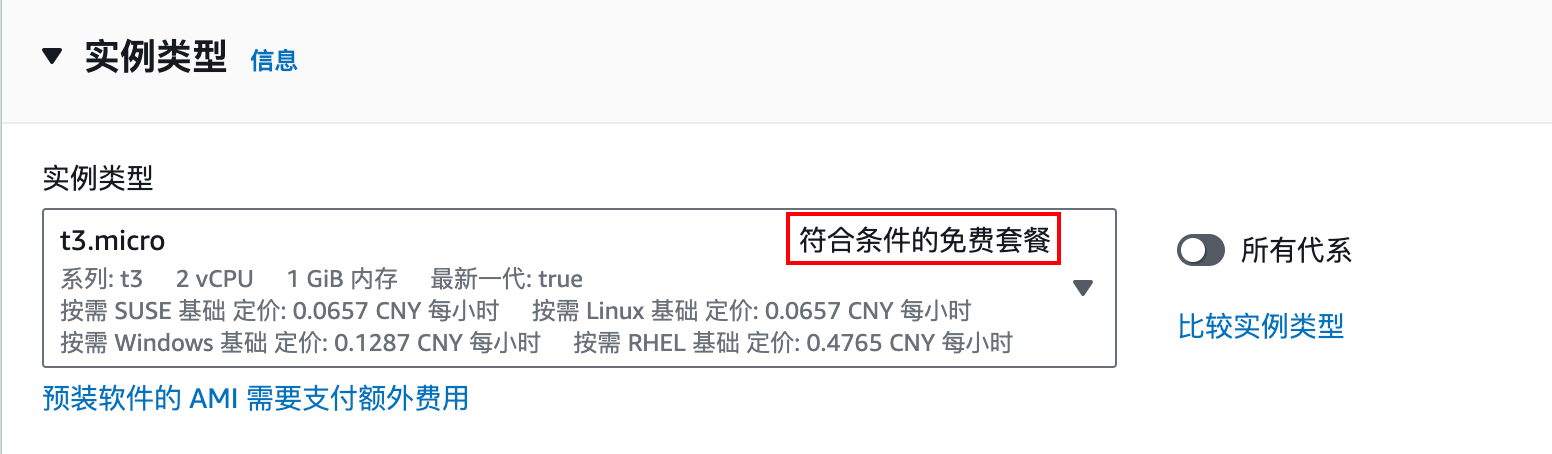 实例类型 信息
实例类型
t3.micro 符合条件的免费套餐
系列: t3 2 vCPU 1 GiB 内存 最新一代: true
按需 SUSE 基础 定价: 0.0657 CNY 每小时 按需 Linux 基础 定价: 0.0657 CNY 每小时
按需 Windows 基础 定价: 0.1287 CNY 每小时 按需 RHEL 基础 定价: 0.4765 CNY 每小时
所有代系
比较实例类型
预装软件的 AMI 需要支付额外费用